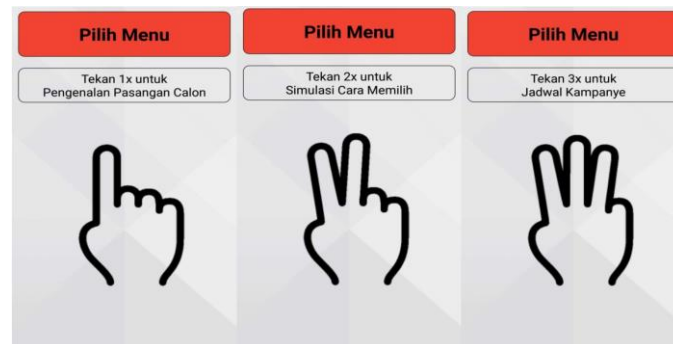 Pilih Menu
Tekan 1x untuk
Pengenalan Pasangan Calon
Pilih Menu
Tekan 2x untuk
Simulasi Cara Memilih
Pilih Menu
Tekan 3x untuk
Jadwal Kampanye